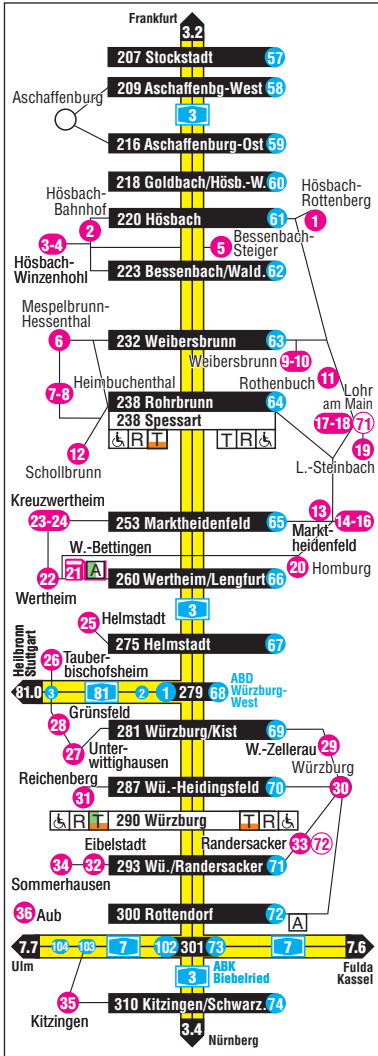 Frankfurt
3.2
207 Stockstadt 57
209 Aschaffenbg-West 58
Aschaffenburg
3
216 Aschaffenburg-Ost 59
218 Goldbach/Hösb.-W. 60
Hösbach-
Bahnhof
Hösbach-
Rottenberg
220 Hösbach 61
1
2
3-4
5
Bessenbach-
Steiger
Hösbach-
Winzenhohl
223 Bessenbach/Wald. 62
Mespelbrunn-
Hessenthal
6
232 Weibersbrunn 63
Weibersbrunn 9-10
11
Heimbuchenthal
7-8
Rothenbuch
Lohr
am Main
238 Rohrbrunn 64
238 Spessart
R T
T R
17-18 71
19
12
Schollbrunn
L.-Steinbach
Kreuzwertheim
23-24
253 Marktheidenfeld 65
13
14-16
Markt-
heidenfeld
W.-Bettingen
21 A
20 Homburg
22
Wertheim
260 Wertheim/Lengfurt 66
3
25 Helmstadt
275 Helmstadt 67
Heilbronn
Stuttgart
26 Tauber-
bischofsheim
ABD
Würzburg-
West
81.0 3 81 2 1 279 68
Grünsfeld
28
27 Unter-
wittighausen
281 Würzburg/Kist 69
W.-Zellerau 29
Würzburg
Reichenberg
31
287 Wü.-Heidingsfeld 70
30
R T 290 Würzburg T R
Eibelstadt
Randersacker 33 72
34 32
293 Wü./Randersacker 71
Sommerhausen
36 Aub
300 Rottendorf 72
A
7.7 104 103 7 102 301 73 7 7.6
Ulm
3
ABK
Biebelried
Fulda
Kassel
35
Kitzingen
310 Kitzingen/Schwarz. 74
3.4
Nürnberg